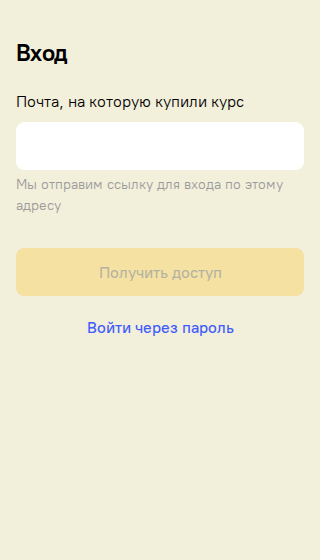 Вход
Почта, на которую купили курс
Мы отправим ссылку для входа по этому
адресу
Получить доступ
Войти через пароль